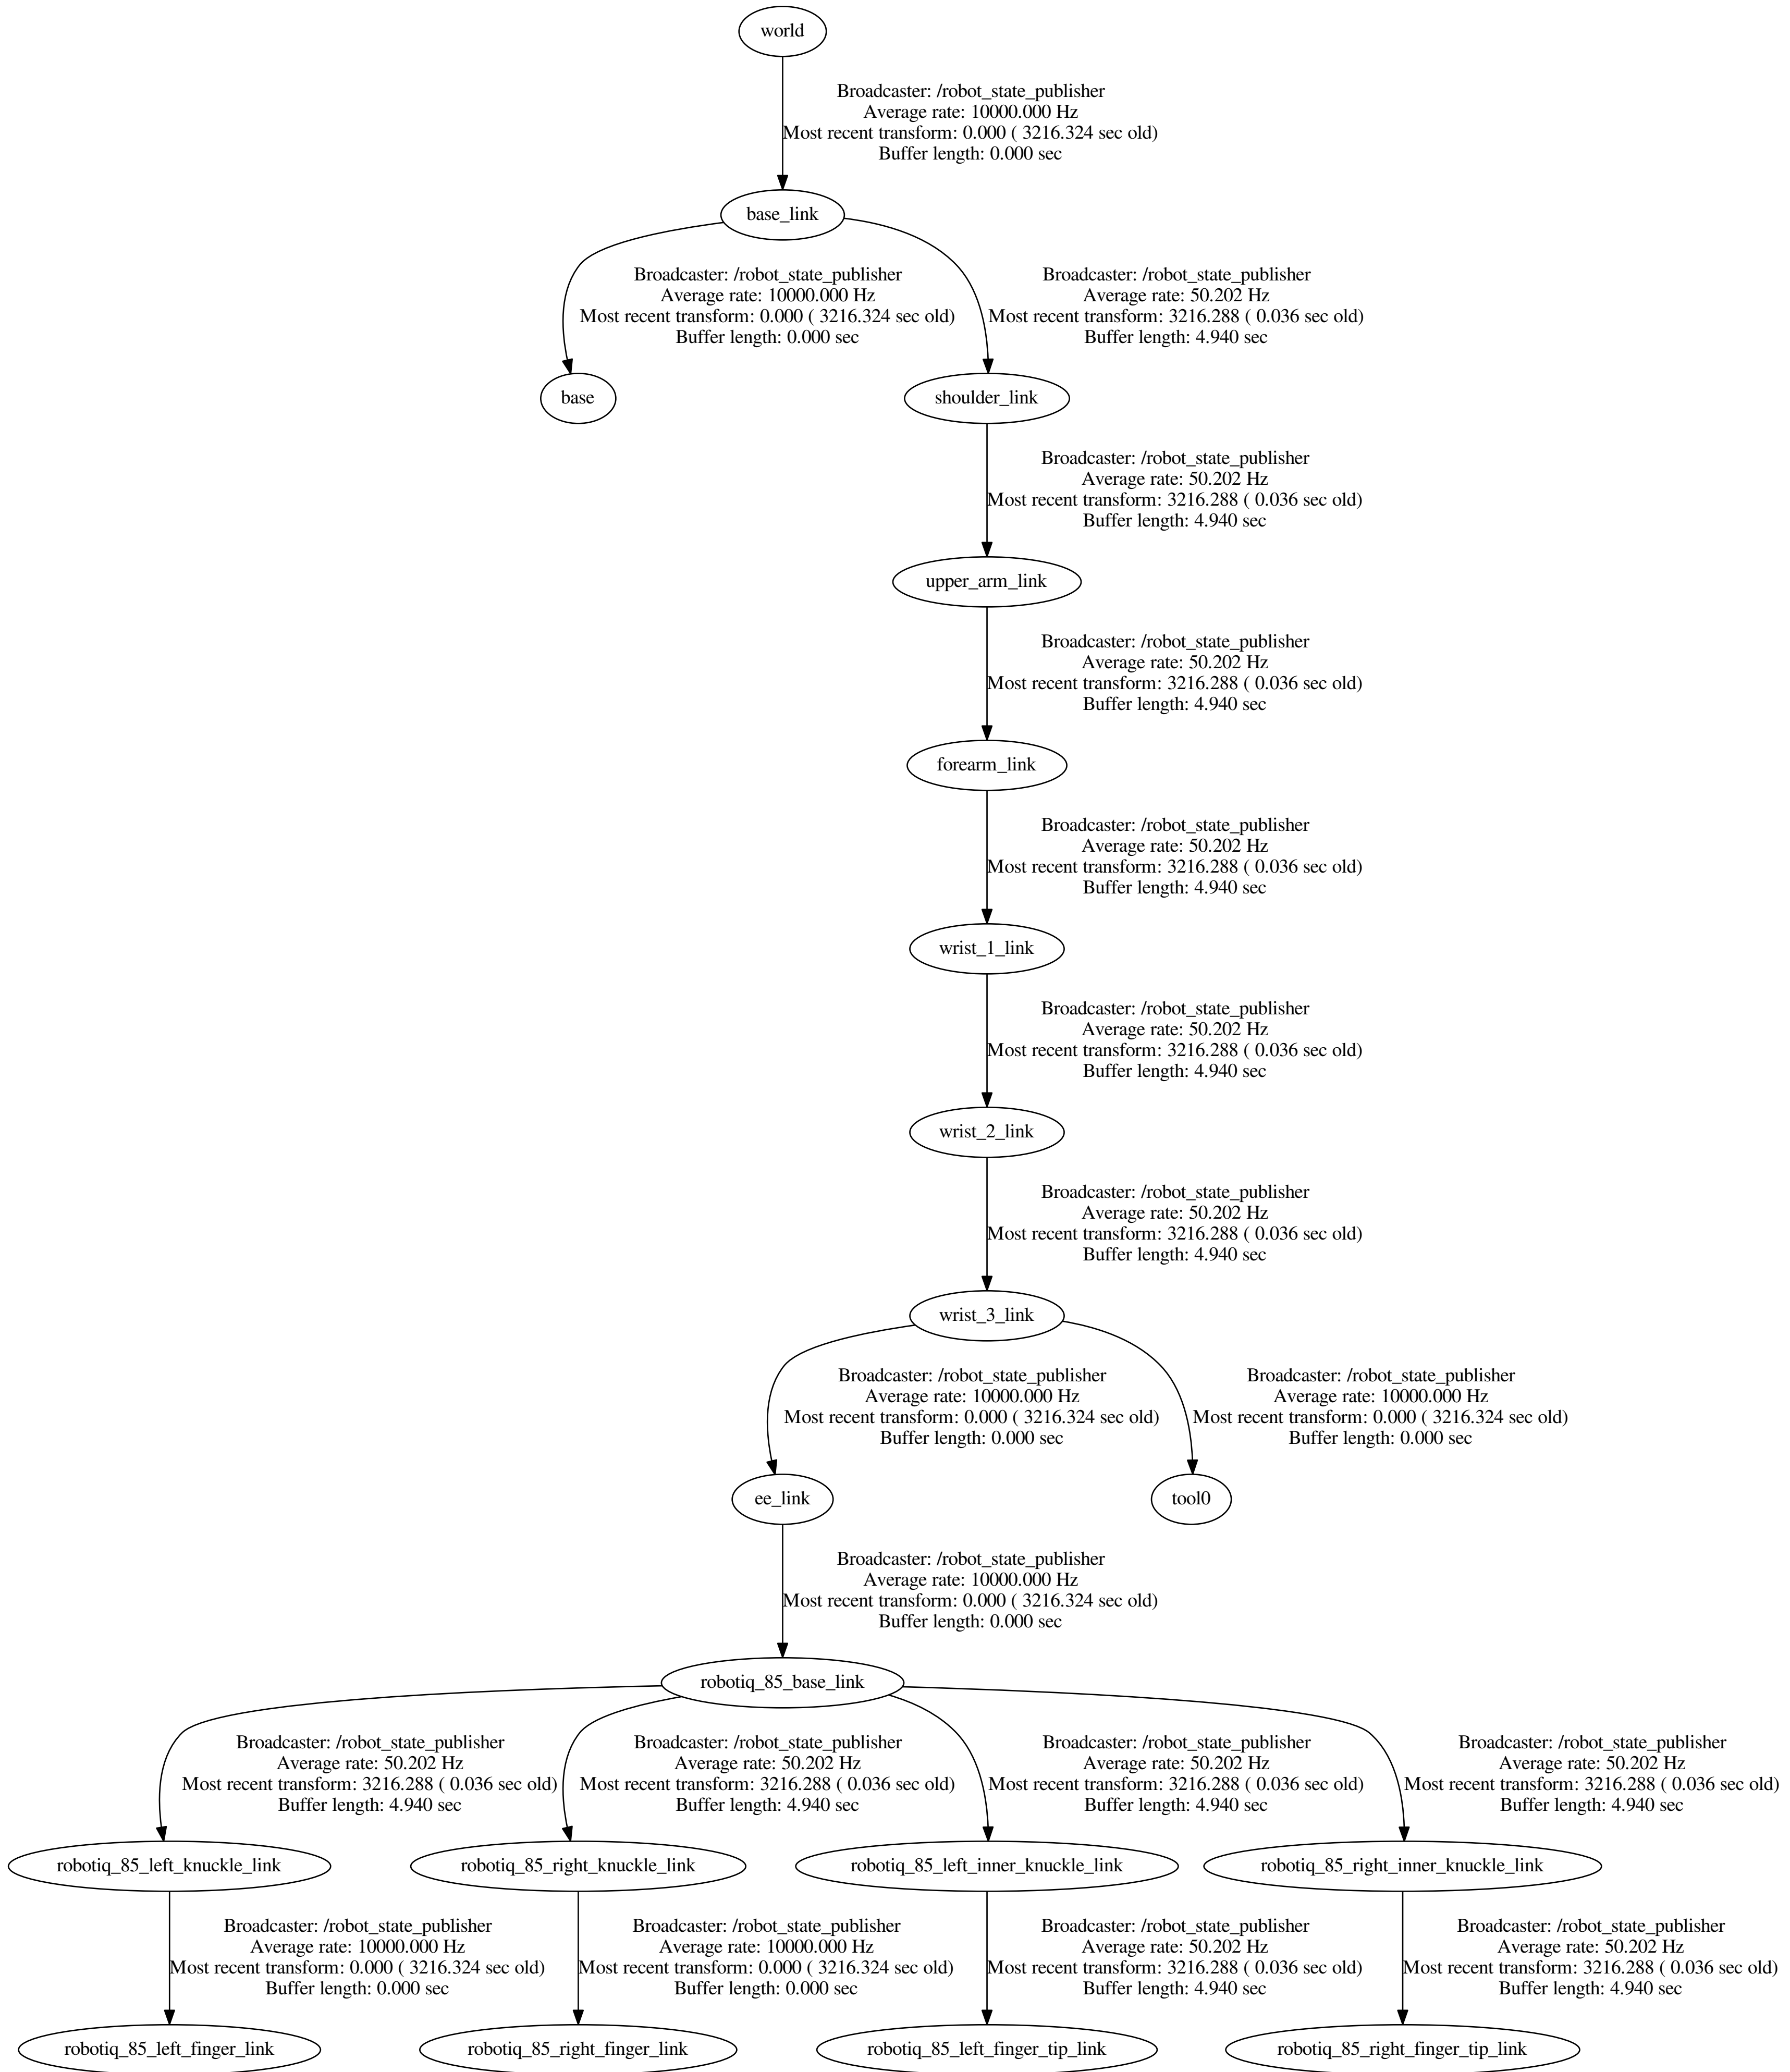 world
Broadcaster: /robot_state_publisher
Average rate: 10000.000 Hz
Most recent transform: 0.000 ( 3216.324 sec old)
Buffer length: 0.000 sec
base_link
Broadcaster: /robot_state_publisher
Average rate: 10000.000 Hz
Most recent transform: 0.000 ( 3216.324 sec old)
Buffer length: 0.000 sec
Broadcaster: /robot_state_publisher
Average rate: 50.202 Hz
Most recent transform: 3216.288 ( 0.036 sec old)
Buffer length: 4.940 sec
base
shoulder_link
Broadcaster: /robot_state_publisher
Average rate: 50.202 Hz
Most recent transform: 3216.288 ( 0.036 sec old)
Buffer length: 4.940 sec
upper_arm_link
Broadcaster: /robot_state_publisher
Average rate: 50.202 Hz
Most recent transform: 3216.288 ( 0.036 sec old)
Buffer length: 4.940 sec
forearm_link
Broadcaster: /robot_state_publisher
Average rate: 50.202 Hz
Most recent transform: 3216.288 ( 0.036 sec old)
Buffer length: 4.940 sec
wrist_1_link
Broadcaster: /robot_state_publisher
Average rate: 50.202 Hz
Most recent transform: 3216.288 ( 0.036 sec old)
Buffer length: 4.940 sec
wrist_2_link
Broadcaster: /robot_state_publisher
Average rate: 50.202 Hz
Most recent transform: 3216.288 ( 0.036 sec old)
Buffer length: 4.940 sec
wrist_3_link
Broadcaster: /robot_state_publisher
Average rate: 10000.000 Hz
Most recent transform: 0.000 ( 3216.324 sec old)
Buffer length: 0.000 sec
Broadcaster: /robot_state_publisher
Average rate: 10000.000 Hz
Most recent transform: 0.000 ( 3216.324 sec old)
Buffer length: 0.000 sec
ee_link
tool0
Broadcaster: /robot_state_publisher
Average rate: 10000.000 Hz
Most recent transform: 0.000 ( 3216.324 sec old)
Buffer length: 0.000 sec
robotiq_85_base_link
Broadcaster: /robot_state_publisher
Average rate: 50.202 Hz
Most recent transform: 3216.288 ( 0.036 sec old)
Buffer length: 4.940 sec
Broadcaster: /robot_state_publisher
Average rate: 50.202 Hz
Most recent transform: 3216.288 ( 0.036 sec old)
Buffer length: 4.940 sec
Broadcaster: /robot_state_publisher
Average rate: 50.202 Hz
Most recent transform: 3216.288 ( 0.036 sec old)
Buffer length: 4.940 sec
Broadcaster: /robot_state_publisher
Average rate: 50.202 Hz
Most recent transform: 3216.288 ( 0.036 sec old)
Buffer length: 4.940 sec
robotiq_85_left_knuckle_link
robotiq_85_right_knuckle_link
robotiq_85_left_inner_knuckle_link
robotiq_85_right_inner_knuckle_link
Broadcaster: /robot_state_publisher
Average rate: 10000.000 Hz
Most recent transform: 0.000 ( 3216.324 sec old)
Buffer length: 0.000 sec
Broadcaster: /robot_state_publisher
Average rate: 10000.000 Hz
Most recent transform: 0.000 ( 3216.324 sec old)
Buffer length: 0.000 sec
Broadcaster: /robot_state_publisher
Average rate: 50.202 Hz
Most recent transform: 3216.288 ( 0.036 sec old)
Buffer length: 4.940 sec
Broadcaster: /robot_state_publisher
Average rate: 50.202 Hz
Most recent transform: 3216.288 ( 0.036 sec old)
Buffer length: 4.940 sec
robotiq_85_left_finger_link
robotiq_85_right_finger_link
robotiq_85_left_finger_tip_link
robotiq_85_right_finger_tip_link